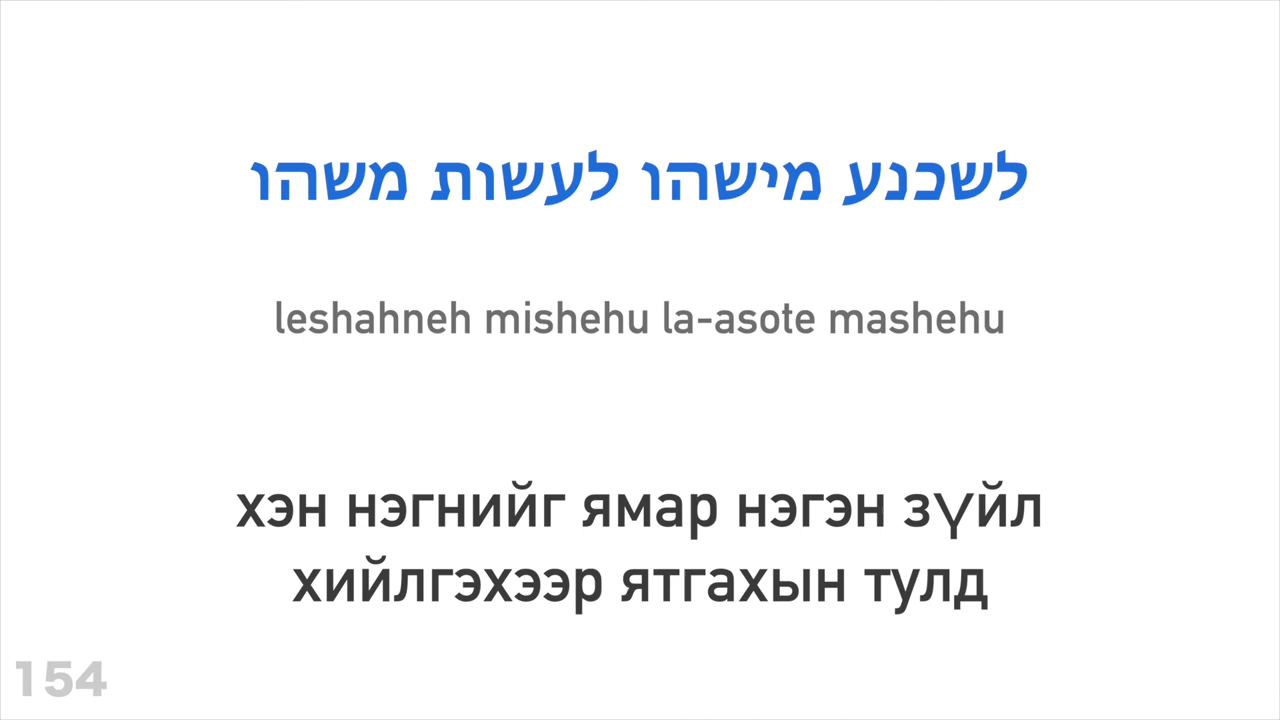 לשכנע מישהו לעשות משהו
leshahneh mishehu la-asote mashehu
хэн нэгнийг ямар нэгэн зүйл
хийлгэхээр ятгахын тулд
154